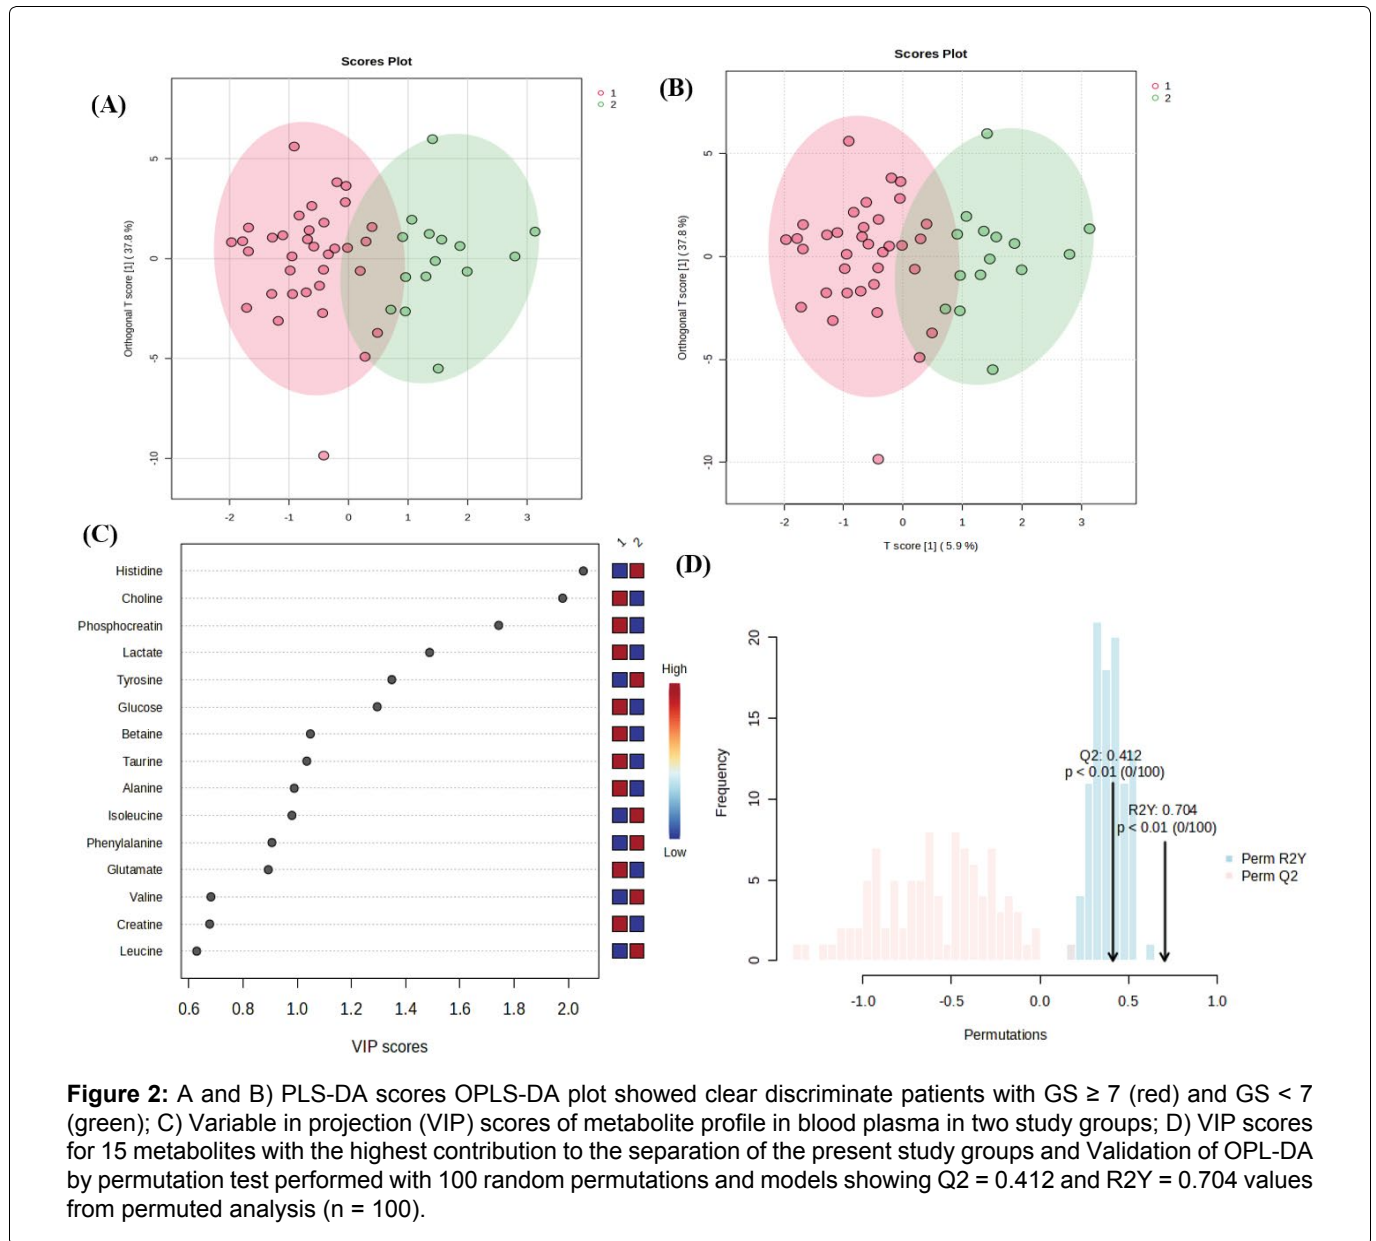 Scores Plot
(A)
1
2
Orthogonal T score [1] ( 37.8 %)
5
0
-5
-10
-2 -1 0 1 2 3
Scores Plot
(B)
1
2
Orthogonal T score [1] ( 37.8 %)
5
0
-5
-10
-2 -1 0 1 2 3
T score [1] ( 5.9 %)
(C)
1 2
Histidine
Choline
Phosphocreatin
Lactate
Tyrosine
Glucose
Betaine
Taurine
Alanine
Isoleucine
Phenylalanine
Glutamate
Valine
Creatine
Leucine
High
Low
0.6 0.8 1.0 1.2 1.4 1.6 1.8 2.0
VIP scores
(D)
Frequency
20
15
10
5
0
Q2: 0.412
p < 0.01 (0/100)
R2Y: 0.704
p < 0.01 (0/100)
Perm R2Y
Perm Q2
-1.0 -0.5 0.0 0.5 1.0
Permutations
Figure 2: A and B) PLS-DA scores OPLS-DA plot showed clear discriminate patients with GS ≥ 7 (red) and GS < 7
(green); C) Variable in projection (VIP) scores of metabolite profile in blood plasma in two study groups; D) VIP scores
for 15 metabolites with the highest contribution to the separation of the present study groups and Validation of OPL-DA
by permutation test performed with 100 random permutations and models showing Q2 = 0.412 and R2Y = 0.704 values
from permuted analysis (n = 100).